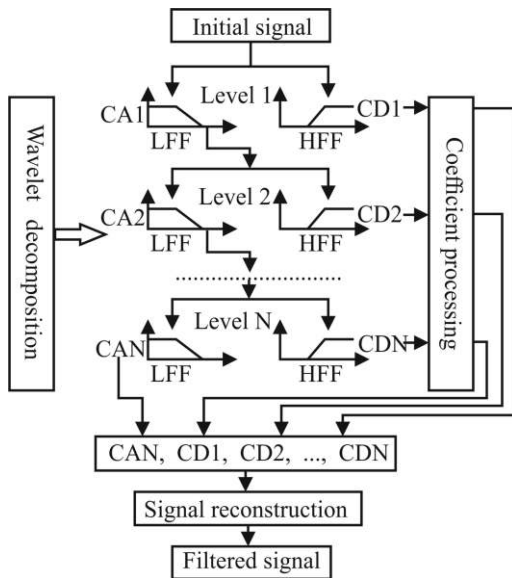 Initial signal
Level 1
CA1
CD1
LFF
HFF
Level 2
CA2
CD2
LFF
HFF
Level N
CAN
CDN
LFF
HFF
Wavelet decomposition
Coefficient processing
CAN, CD1, CD2, ..., CDN
Signal reconstruction
Filtered signal